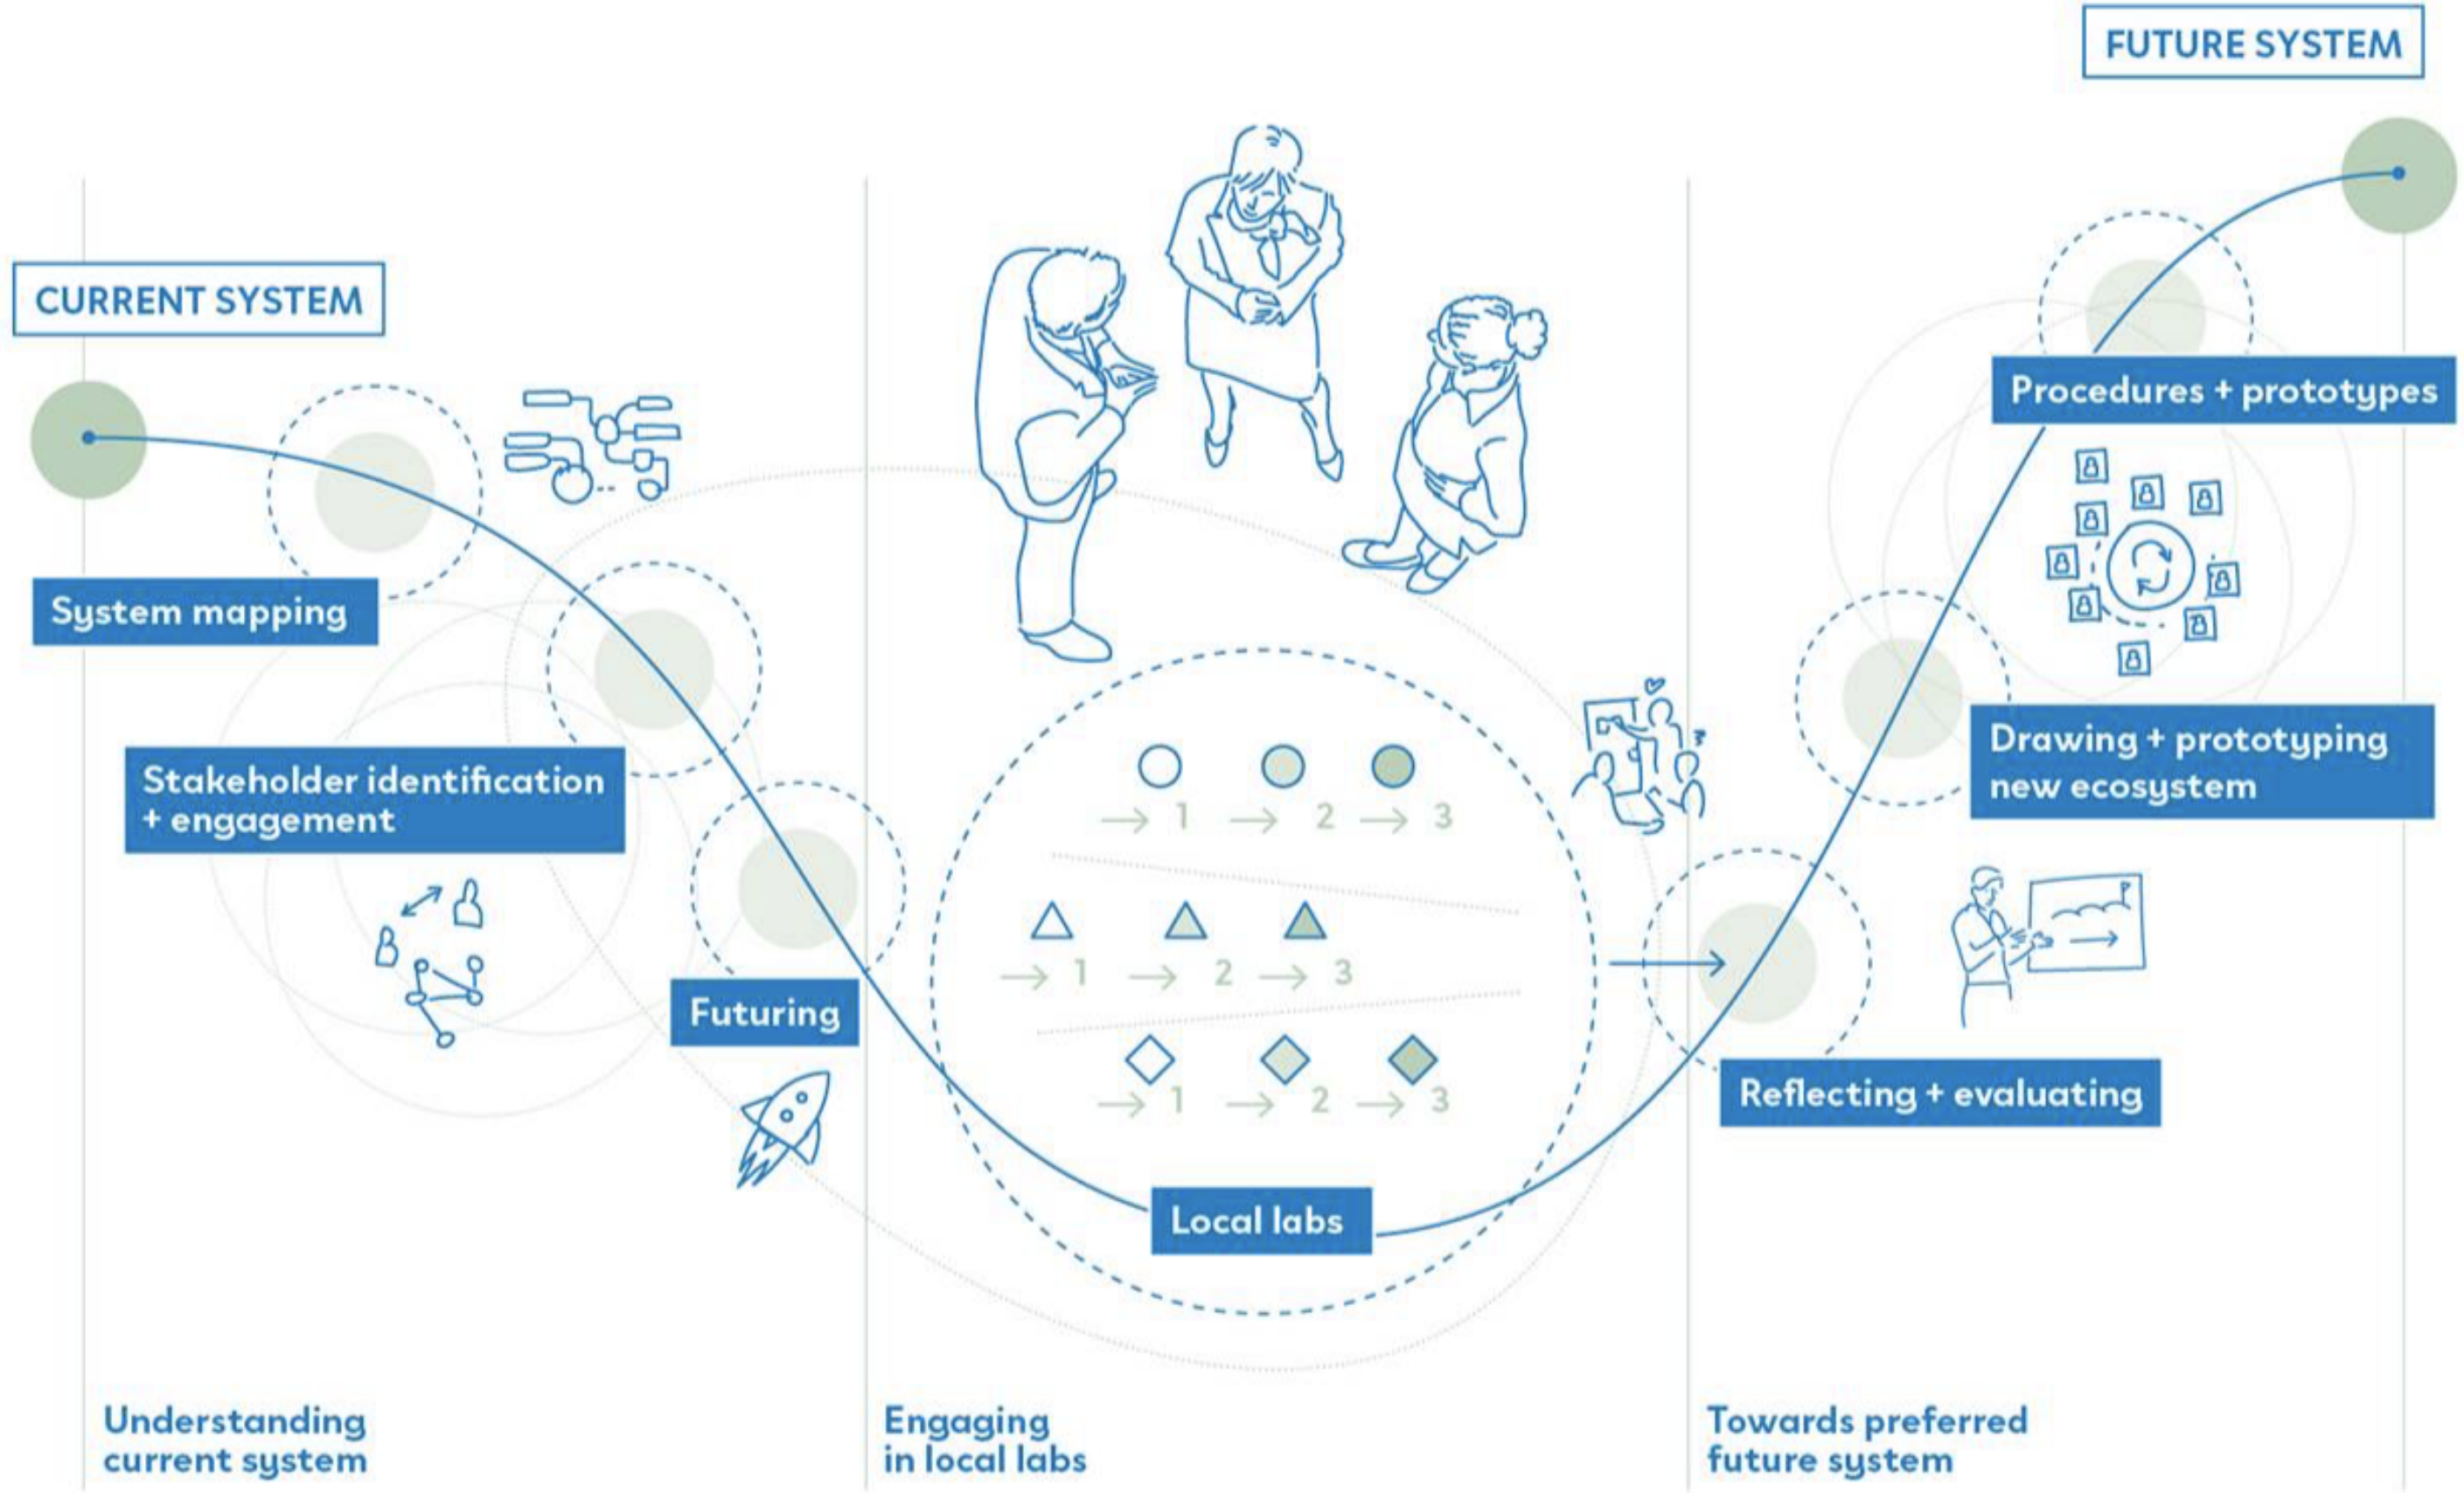 FUTURE SYSTEM
CURRENT SYSTEM
System mapping
Stakeholder identification
+ engagement
Futuring
1 2 3
1 2 3
1 2 3
Local labs
Procedures + prototypes
Drawing + prototyping
new ecosystem
Reflecting + evaluating
Understanding
current system
Engaging
in local labs
Towards preferred
future system